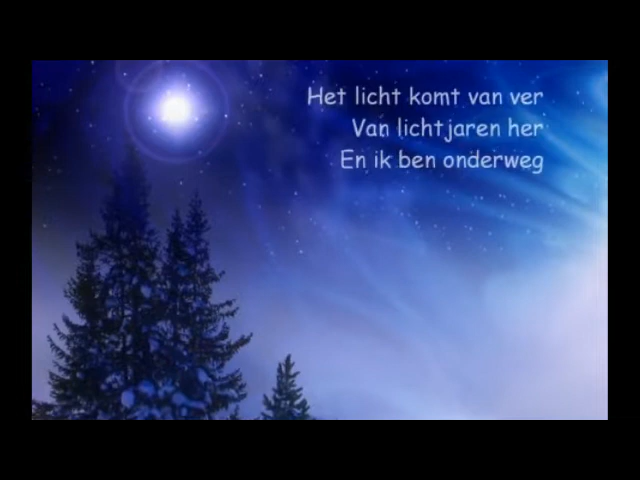 Het licht komt van ver
Van lichtjaren her
En ik ben onderweg